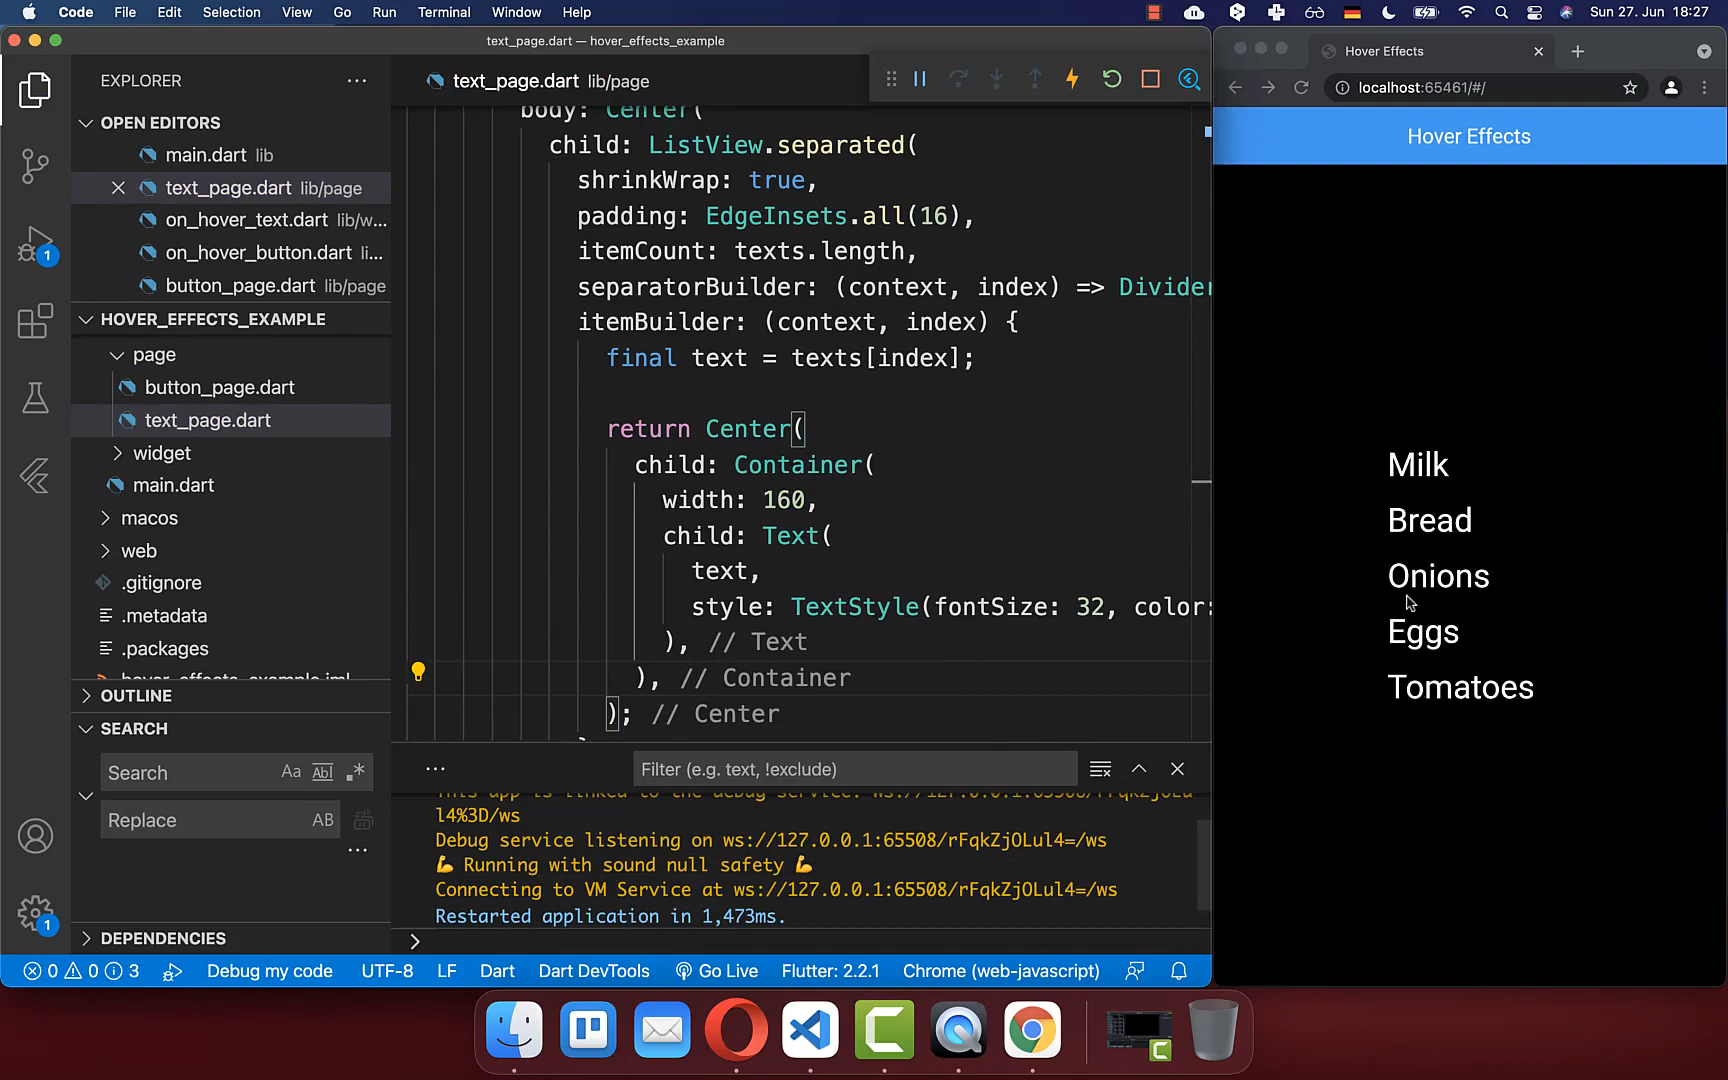 Code File Edit Selection View Go Run Terminal Window Help
Sun 27. Jun 18:27
text_page.dart — hover_effects_example
EXPLORER
OPEN EDITORS
main.dart lib
text_page.dart lib/page
on_hover_text.dart lib/w...
on_hover_button.dart li...
button_page.dart lib/page
HOVER_EFFECTS_EXAMPLE
page
button_page.dart
text_page.dart
widget
main.dart
macos
web
.gitignore
.metadata
.packages
hover_effects_example.iml
OUTLINE
SEARCH
Search
Aa Abl .*
Replace
AB
DEPENDENCIES
1
1
text_page.dart lib/page
body: Center(
child: ListView.separated(
shrinkWrap: true,
padding: EdgeInsets.all(16),
itemCount: texts.length,
separatorBuilder: (context, index) => Divider
itemBuilder: (context, index) {
final text = texts[index];
return Center(
child: Container(
width: 160,
child: Text(
text,
style: TextStyle(fontSize: 32, color:
), // Text
), // Container
); // Center
Filter (e.g. text, !exclude)
l4%3D/ws
Debug service listening on ws://127.0.0.1:65508/rFqkZjOLul4=/ws
💪 Running with sound null safety 💪
Connecting to VM Service at ws://127.0.0.1:65508/rFqkZjOLul4=/ws
Restarted application in 1,473ms.
0 0 3 Debug my code UTF-8 LF Dart Dart DevTools Go Live Flutter: 2.2.1 Chrome (web-javascript)
Hover Effects
localhost:65461/#/
Hover Effects
Milk
Bread
Onions
Eggs
Tomatoes